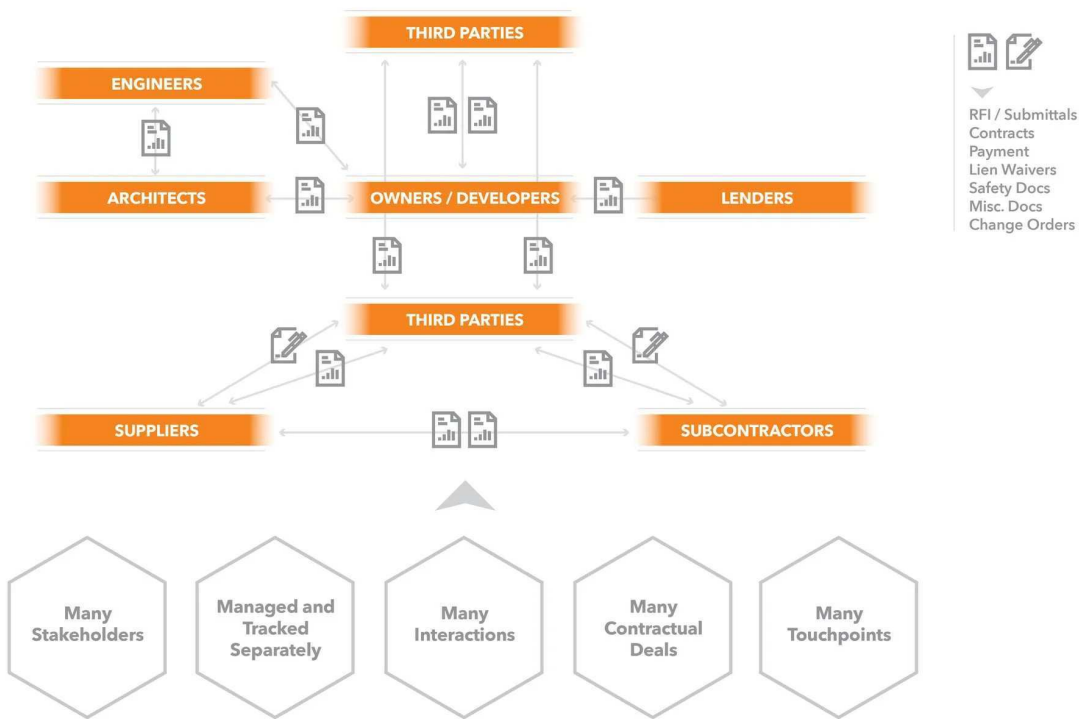 THIRD PARTIES
ENGINEERS
ARCHITECTS
OWNERS / DEVELOPERS
LENDERS
THIRD PARTIES
SUPPLIERS
SUBCONTRACTORS
RFI / Submittals
Contracts
Payment
Lien Waivers
Safety Docs
Misc. Docs
Change Orders
Many
Stakeholders
Managed and
Tracked
Separately
Many
Interactions
Many
Contractual
Deals
Many
Touchpoints